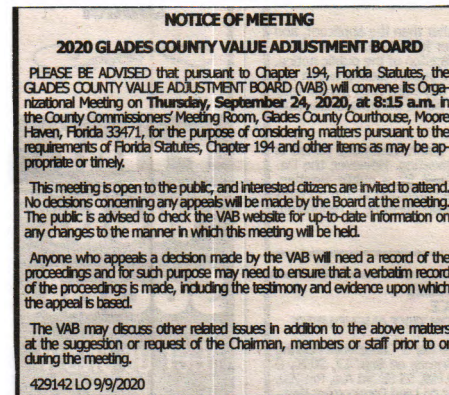 NOTICE OF MEETING
2020 GLADES COUNTY VALUE ADJUSTMENT BOARD
PLEASE BE ADVISED that pursuant to Chapter 194, Florida Statutes, the
GLADES COUNTY VALUE ADJUSTMENT BOARD (VAB) will convene its Orga-
nizational Meeting on Thursday, September 24, 2020, at 8:15 a.m. in
the County Commissioners' Meeting Room, Glades County Courthouse, Moore
Haven, Florida 33471, for the purpose of considering matters pursuant to the
requirements of Florida Statutes, Chapter 194 and other items as may be ap-
propriate or timely.
This meeting is open to the public, and interested citizens are invited to attend.
No decisions concerning any appeals will be made by the Board at the meeting.
The public is advised to check the VAB website for up-to-date information on
any changes to the manner in which this meeting will be held.
Anyone who appeals a decision made by the VAB will need a record of the
proceedings and for such purpose may need to ensure that a verbatim record
of the proceedings is made, including the testimony and evidence upon which
the appeal is based.
The VAB may discuss other related issues in addition to the above matters
at the suggestion or request of the Chairman, members or staff prior to or
during the meeting.
429142 LO 9/9/2020